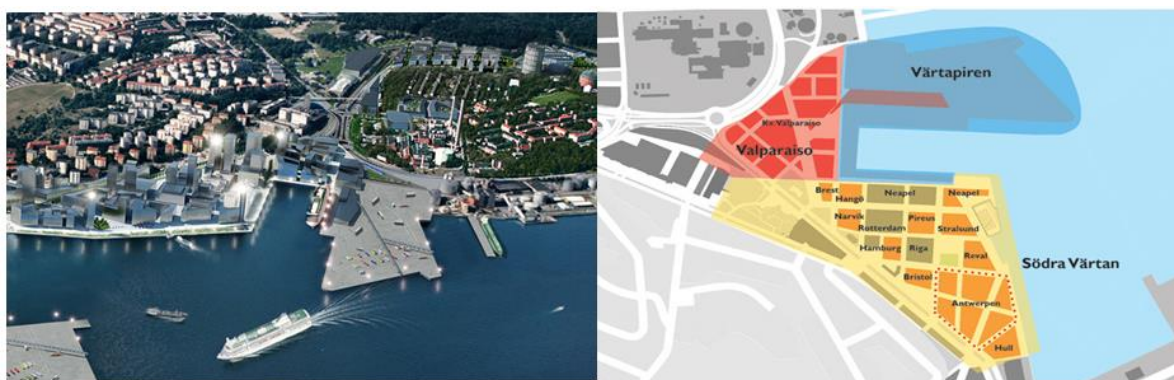 Värtapiren
Kv. Valparaiso
Valparaiso
Brest
Hangö
Neapel
Neapel
Narvik
Rotterdam
Pireus
Stralsund
Hamburg
Riga
Reval
Södra Värtan
Bristol
Antwerpen
Hull